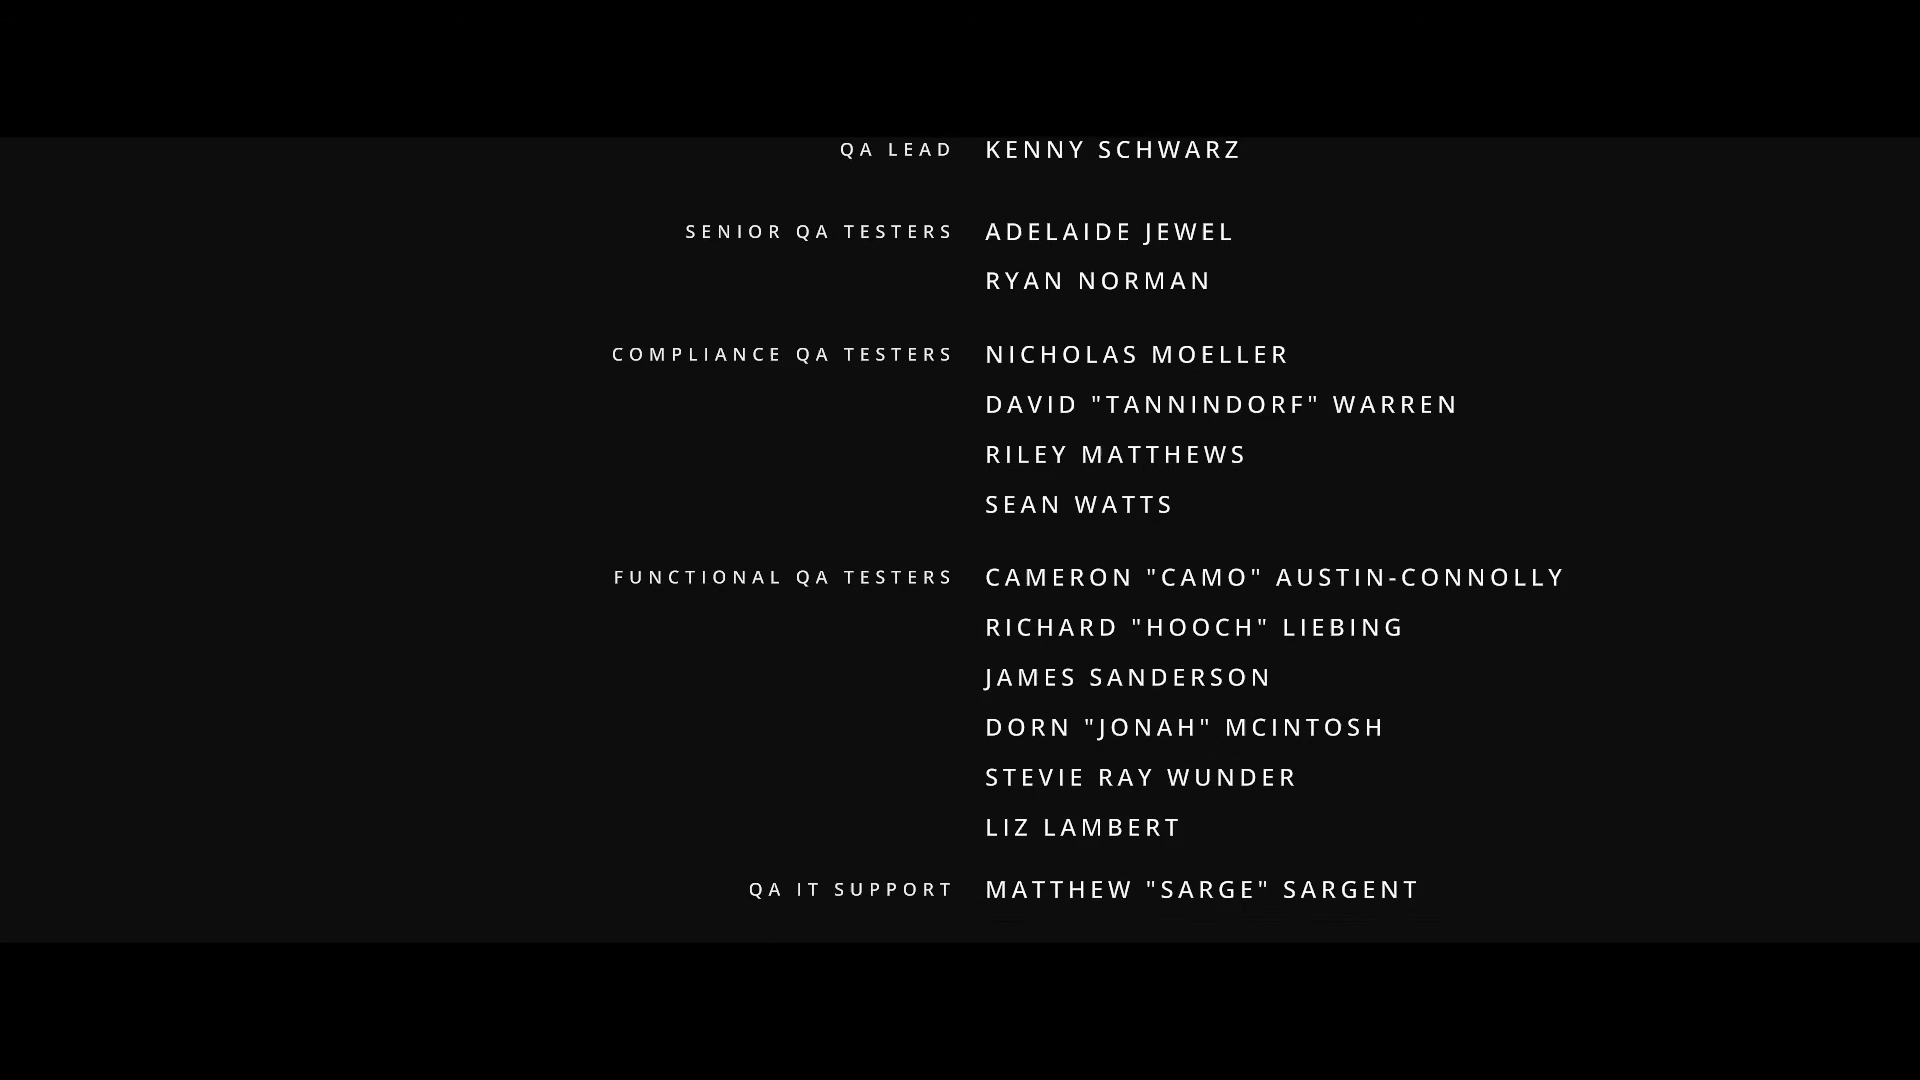 QA LEAD KENNY SCHWARZ
SENIOR QA TESTERS ADELAIDE JEWEL
RYAN NORMAN
COMPLIANCE QA TESTERS NICHOLAS MOELLER
DAVID "TANNINDORF" WARREN
RILEY MATTHEWS
SEAN WATTS
FUNCTIONAL QA TESTERS CAMERON "CAMO" AUSTIN-CONNOLLY
RICHARD "HOOCH" LIEBING
JAMES SANDERSON
DORN "JONAH" MCINTOSH
STEVIE RAY WUNDER
LIZ LAMBERT
QA IT SUPPORT MATTHEW "SARGE" SARGENT